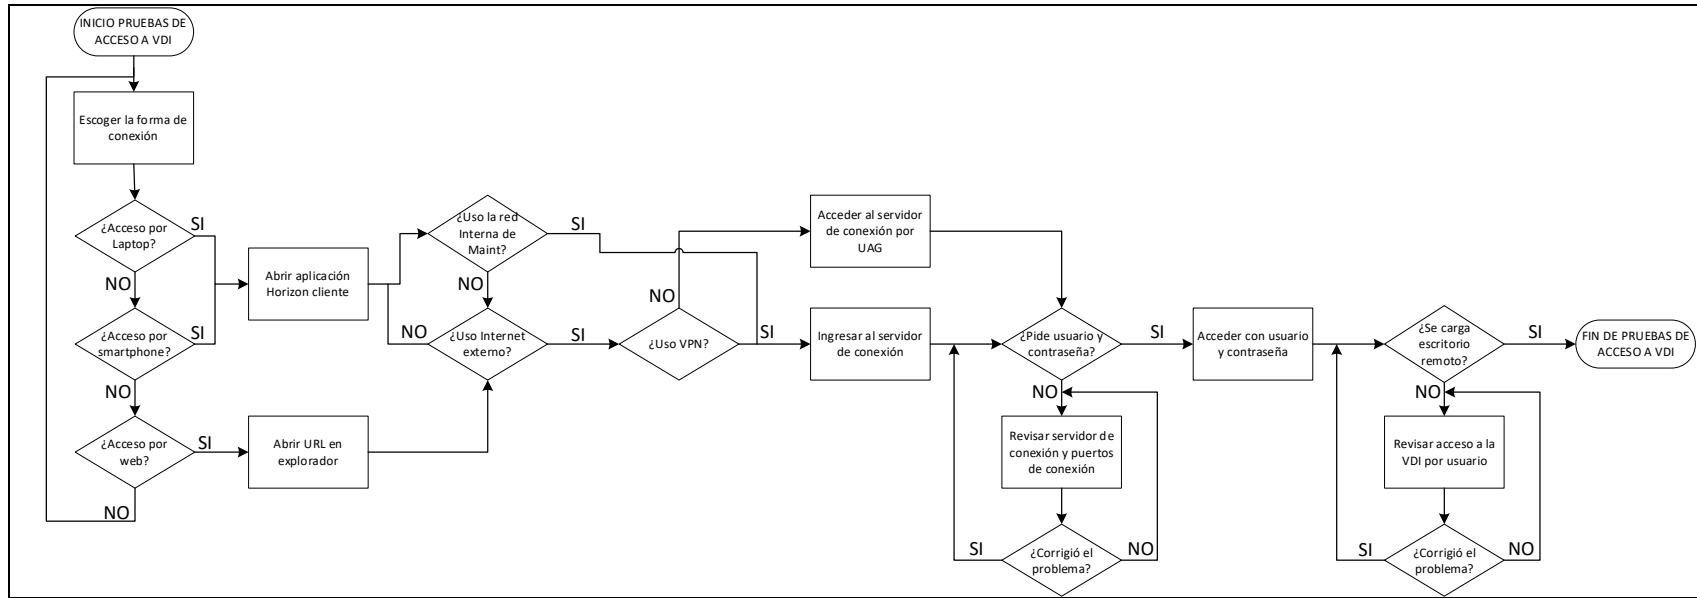 INICIO PRUEBAS DE
ACCESO A VDI
Escoger la forma de
conexión
¿Acceso por
Laptop?
SI
NO
¿Acceso por
smartphone?
SI
NO
¿Acceso por
web?
SI
NO
Abrir aplicación
Horizon cliente
Abrir URL en
explorador
¿Uso la red
Interna de
Maint?
SI
NO
¿Uso Internet
externo?
NO
SI
¿Uso VPN?
NO
SI
Acceder al servidor
de conexión por
UAG
Ingresar al servidor
de conexión
¿Pide usuario y
contraseña?
SI
NO
Revisar servidor de
conexión y puertos
de conexión
¿Corrigió el
problema?
SI
NO
Acceder con usuario
y contraseña
¿Se carga
escritorio
remoto?
SI
NO
Revisar acceso a la
VDI por usuario
¿Corrigió el
problema?
SI
NO
FIN DE PRUEBAS DE
ACCESO A VDI